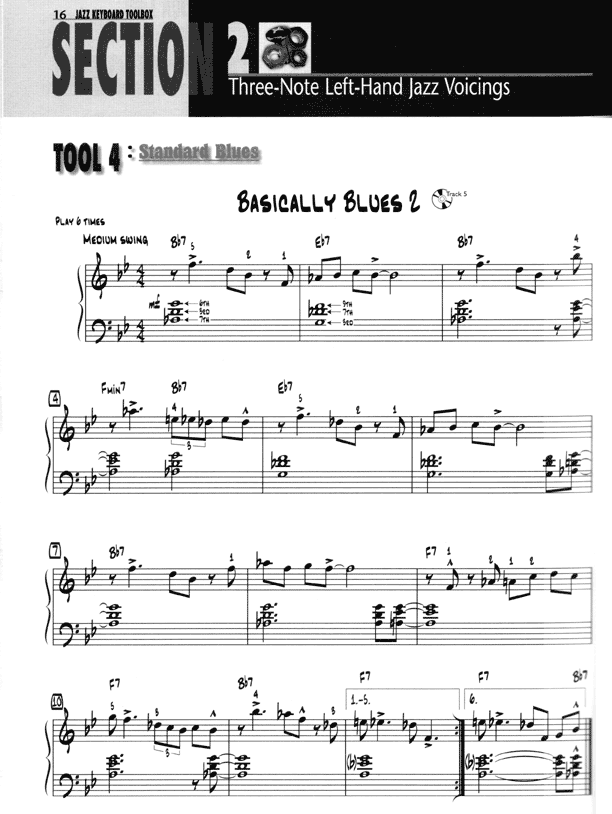 16 JAZZ KEYBOARD TOOLBOX
SECTION 2
Three-Note Left-Hand Jazz Voicings
TOOL 4: Standard Blues
BASICALLY BLUES 2 Track 5
PLAY 6 TIMES
MEDIUM SWING B♭7 E♭7 B♭7
5 2 1 4
mf 6TH 9TH
3RD 7TH
7TH 3RD
4 FMIN7 B♭7 E♭7
4 3 5 2 1
7 B♭7 F7
5 1 1 2 2
10 F7 B♭7 F7 F7 B♭7
5 3 3 4 1.-5. 6.
(♭) (♭)